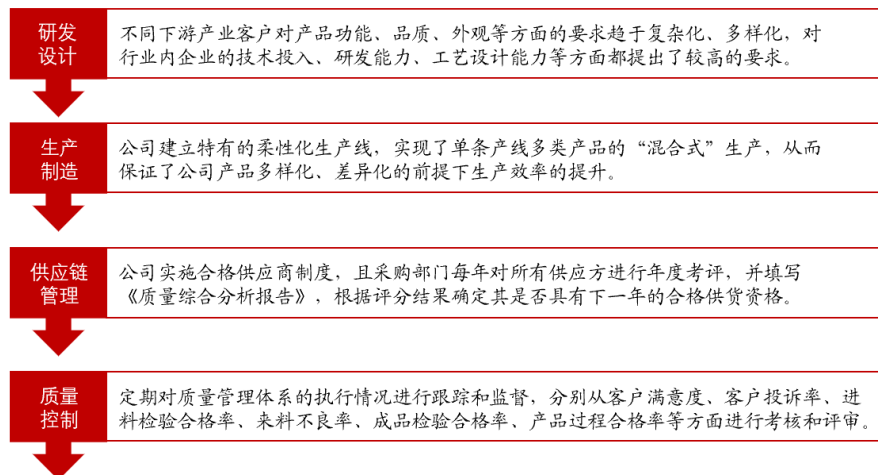 研发
设计
不同下游产业客户对产品功能、品质、外观等方面的要求趋于复杂化、多样化，对
行业内企业的技术投入、研发能力、工艺设计能力等方面都提出了较高的要求。
生产
制造
公司建立特有的柔性化生产线，实现了单条产线多类产品的“混合式”生产，从而
保证了公司产品多样化、差异化的前提下生产效率的提升。
供应链
管理
公司实施合格供应商制度，且采购部门每年对所有供应方进行年度考评，并填写
《质量综合分析报告》，根据评分结果确定其是否具有下一年的合格供货资格。
质量
控制
定期对质量管理体系的执行情况进行跟踪和监督，分别从客户满意度、客户投诉率、进
料检验合格率、来料不良率、成品检验合格率、产品过程合格率等方面进行考核和评审。